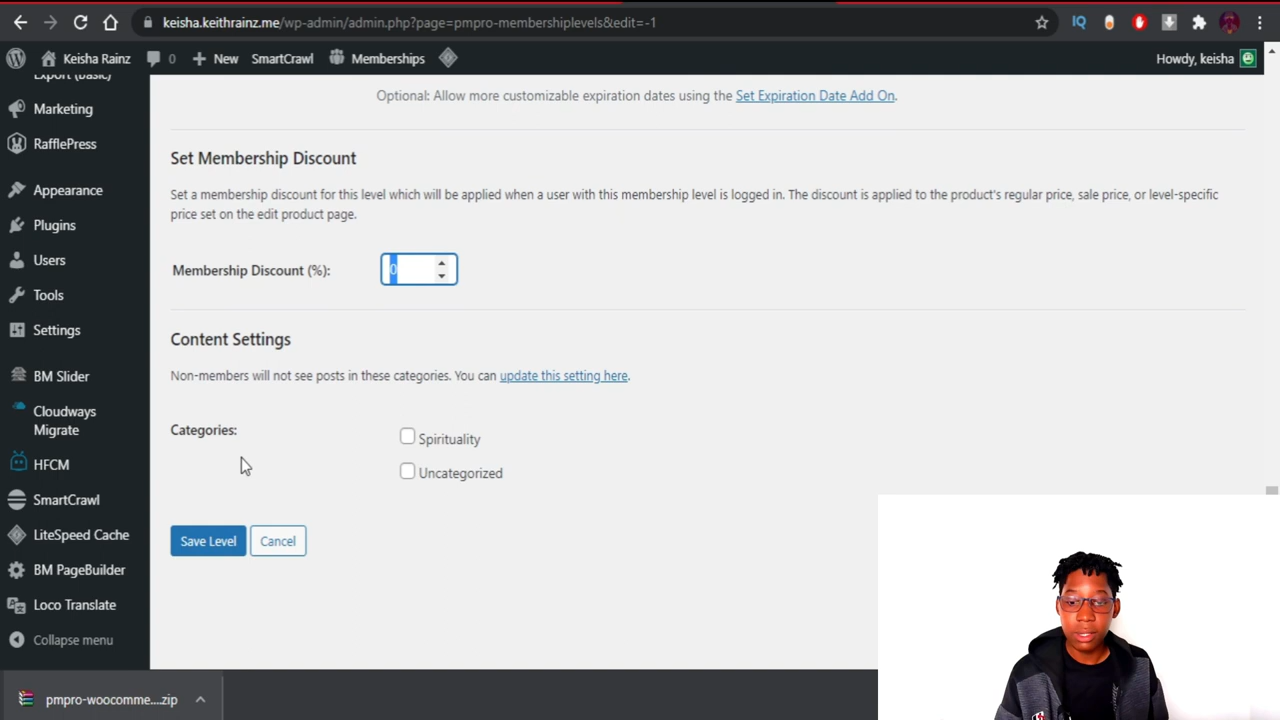 keisha.keithrainz.me/wp-admin/admin.php?page=pmpro-membershiplevels&edit=-1
IQ
Keisha Rainz 0 New SmartCrawl Memberships Howdy, keisha
Export (Basic)
Marketing
RafflePress
Appearance
Plugins
Users
Tools
Settings
BM Slider
Cloudways
Migrate
HFCM
SmartCrawl
LiteSpeed Cache
BM PageBuilder
Loco Translate
Collapse menu
Optional: Allow more customizable expiration dates using the Set Expiration Date Add On.
Set Membership Discount
Set a membership discount for this level which will be applied when a user with this membership level is logged in. The discount is applied to the product's regular price, sale price, or level-specific
price set on the edit product page.
Membership Discount (%): 0
Content Settings
Non-members will not see posts in these categories. You can update this setting here.
Categories:
Spirituality
Uncategorized
Save Level Cancel
pmpro-woocomme....zip